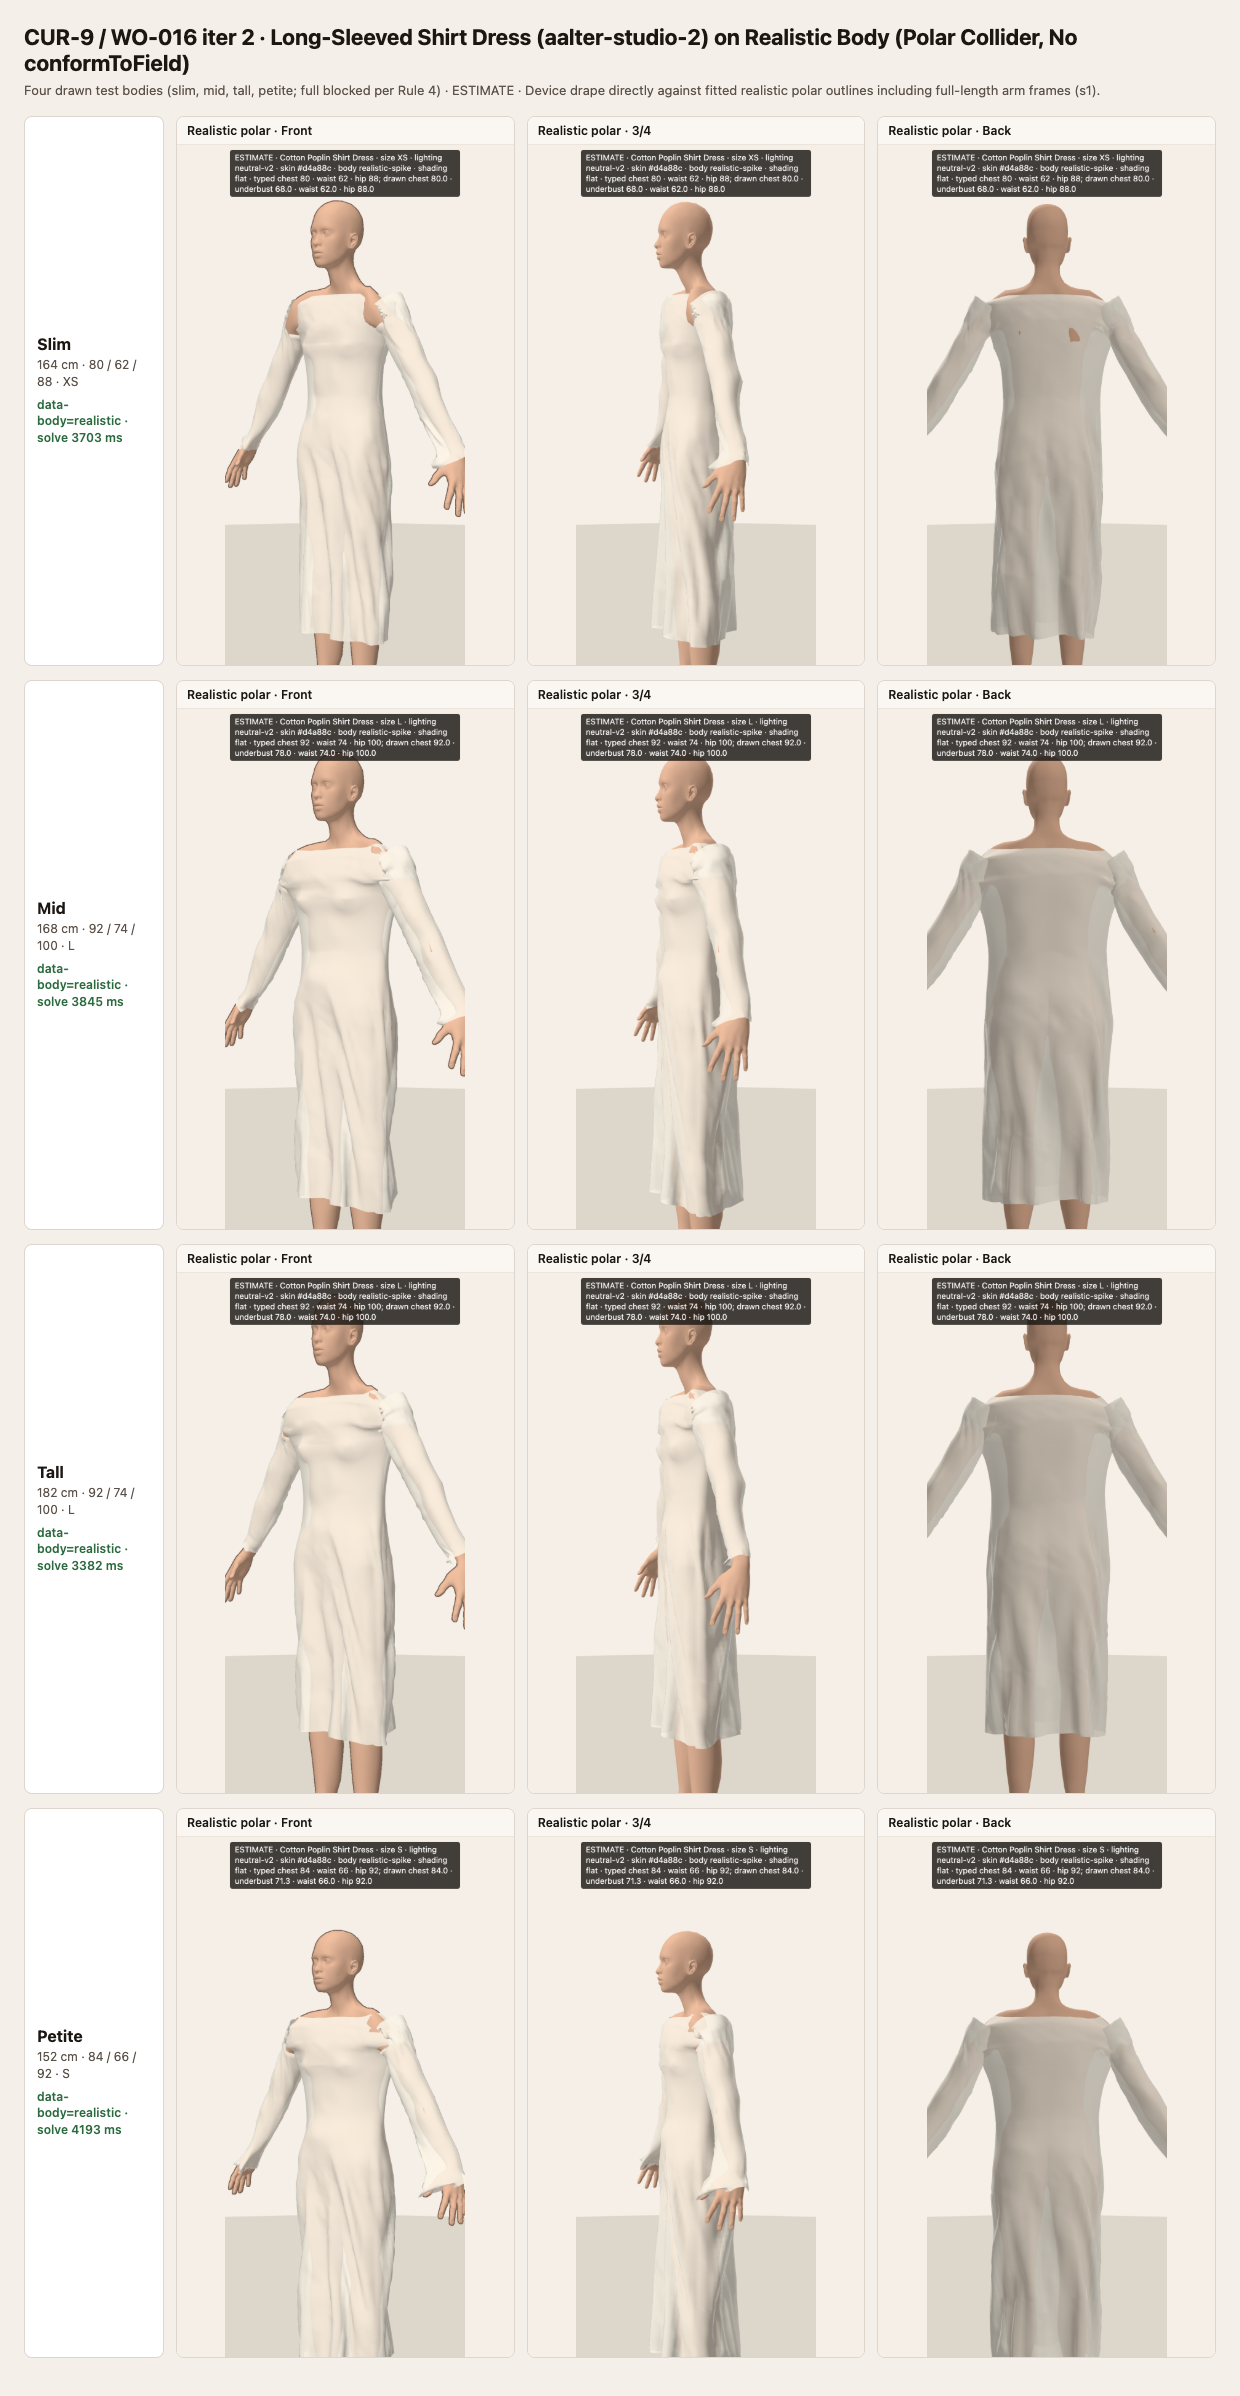 CUR-9 / WO-016 iter 2 · Long-Sleeved Shirt Dress (aalter-studio-2) on Realistic Body (Polar Collider, No
conformToField)
Four drawn test bodies (slim, mid, tall, petite; full blocked per Rule 4) · ESTIMATE · Device drape directly against fitted realistic polar outlines including full-length arm frames (s1).
Slim
164 cm · 80 / 62 /
88 · XS
data-
body=realistic ·
solve 3703 ms
Realistic polar · Front
ESTIMATE · Cotton Poplin Shirt Dress · size XS · lighting
neutral-v2 · skin #d4a88c · body realistic-spike · shading
flat · typed chest 80 · waist 62 · hip 88; drawn chest 80.0 ·
underbust 68.0 · waist 62.0 · hip 88.0
Realistic polar · 3/4
ESTIMATE · Cotton Poplin Shirt Dress · size XS · lighting
neutral-v2 · skin #d4a88c · body realistic-spike · shading
flat · typed chest 80 · waist 62 · hip 88; drawn chest 80.0 ·
underbust 68.0 · waist 62.0 · hip 88.0
Realistic polar · Back
ESTIMATE · Cotton Poplin Shirt Dress · size XS · lighting
neutral-v2 · skin #d4a88c · body realistic-spike · shading
flat · typed chest 80 · waist 62 · hip 88; drawn chest 80.0 ·
underbust 68.0 · waist 62.0 · hip 88.0
Mid
168 cm · 92 / 74 /
100 · L
data-
body=realistic ·
solve 3845 ms
Realistic polar · Front
ESTIMATE · Cotton Poplin Shirt Dress · size L · lighting
neutral-v2 · skin #d4a88c · body realistic-spike · shading
flat · typed chest 92 · waist 74 · hip 100; drawn chest 92.0 ·
underbust 78.0 · waist 74.0 · hip 100.0
Realistic polar · 3/4
ESTIMATE · Cotton Poplin Shirt Dress · size L · lighting
neutral-v2 · skin #d4a88c · body realistic-spike · shading
flat · typed chest 92 · waist 74 · hip 100; drawn chest 92.0 ·
underbust 78.0 · waist 74.0 · hip 100.0
Realistic polar · Back
ESTIMATE · Cotton Poplin Shirt Dress · size L · lighting
neutral-v2 · skin #d4a88c · body realistic-spike · shading
flat · typed chest 92 · waist 74 · hip 100; drawn chest 92.0 ·
underbust 78.0 · waist 74.0 · hip 100.0
Tall
182 cm · 92 / 74 /
100 · L
data-
body=realistic ·
solve 3382 ms
Realistic polar · Front
ESTIMATE · Cotton Poplin Shirt Dress · size L · lighting
neutral-v2 · skin #d4a88c · body realistic-spike · shading
flat · typed chest 92 · waist 74 · hip 100; drawn chest 92.0 ·
underbust 78.0 · waist 74.0 · hip 100.0
Realistic polar · 3/4
ESTIMATE · Cotton Poplin Shirt Dress · size L · lighting
neutral-v2 · skin #d4a88c · body realistic-spike · shading
flat · typed chest 92 · waist 74 · hip 100; drawn chest 92.0 ·
underbust 78.0 · waist 74.0 · hip 100.0
Realistic polar · Back
ESTIMATE · Cotton Poplin Shirt Dress · size L · lighting
neutral-v2 · skin #d4a88c · body realistic-spike · shading
flat · typed chest 92 · waist 74 · hip 100; drawn chest 92.0 ·
underbust 78.0 · waist 74.0 · hip 100.0
Petite
152 cm · 84 / 66 /
92 · S
data-
body=realistic ·
solve 4193 ms
Realistic polar · Front
ESTIMATE · Cotton Poplin Shirt Dress · size S · lighting
neutral-v2 · skin #d4a88c · body realistic-spike · shading
flat · typed chest 84 · waist 66 · hip 92; drawn chest 84.0 ·
underbust 71.3 · waist 66.0 · hip 92.0
Realistic polar · 3/4
ESTIMATE · Cotton Poplin Shirt Dress · size S · lighting
neutral-v2 · skin #d4a88c · body realistic-spike · shading
flat · typed chest 84 · waist 66 · hip 92; drawn chest 84.0 ·
underbust 71.3 · waist 66.0 · hip 92.0
Realistic polar · Back
ESTIMATE · Cotton Poplin Shirt Dress · size S · lighting
neutral-v2 · skin #d4a88c · body realistic-spike · shading
flat · typed chest 84 · waist 66 · hip 92; drawn chest 84.0 ·
underbust 71.3 · waist 66.0 · hip 92.0